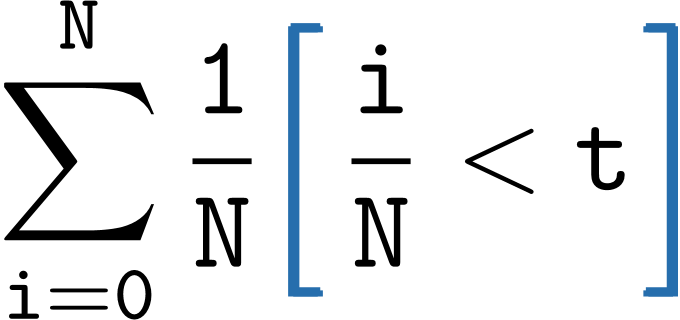 N
∑ 1/N [ i/N < t ]
i=0